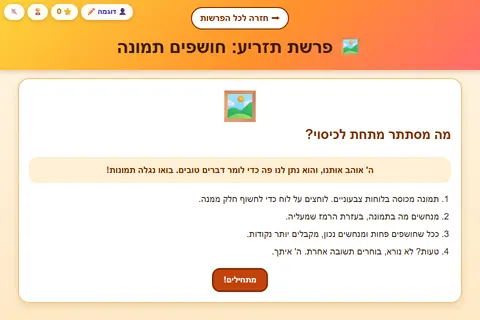 חזרה לכל הפרשות
דוגמה
0
פרשת תזריע: חושפים תמונה
מה מסתתר מתחת לכיסוי?
ה' אוהב אותנו, והוא נתן לנו פה כדי לומר דברים טובים. בואו נגלה תמונות!
1. תמונה מכוסה בלוחות צבעוניים. לוחצים על לוח כדי לחשוף חלק ממנה.
2. מנחשים מה בתמונה, בעזרת הרמז שמעליה.
3. ככל שחושפים פחות ומנחשים נכון, מקבלים יותר נקודות.
4. טעות? לא נורא, בוחרים תשובה אחרת. ה' איתך.
מתחילים!